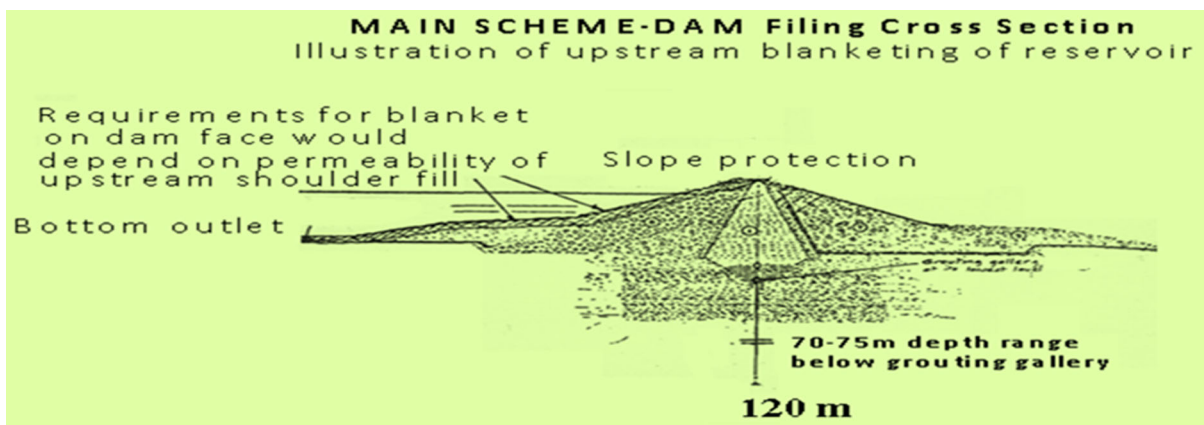 MAIN SCHEME-DAM Filing Cross Section
Illustration of upstream blanketing of reservoir
Requirements for blanket
on dam face would
depend on permeability of
upstream shoulder fill
Slope protection
Bottom outlet
Grouting gallery
70-75m depth range
below grouting gallery
120 m